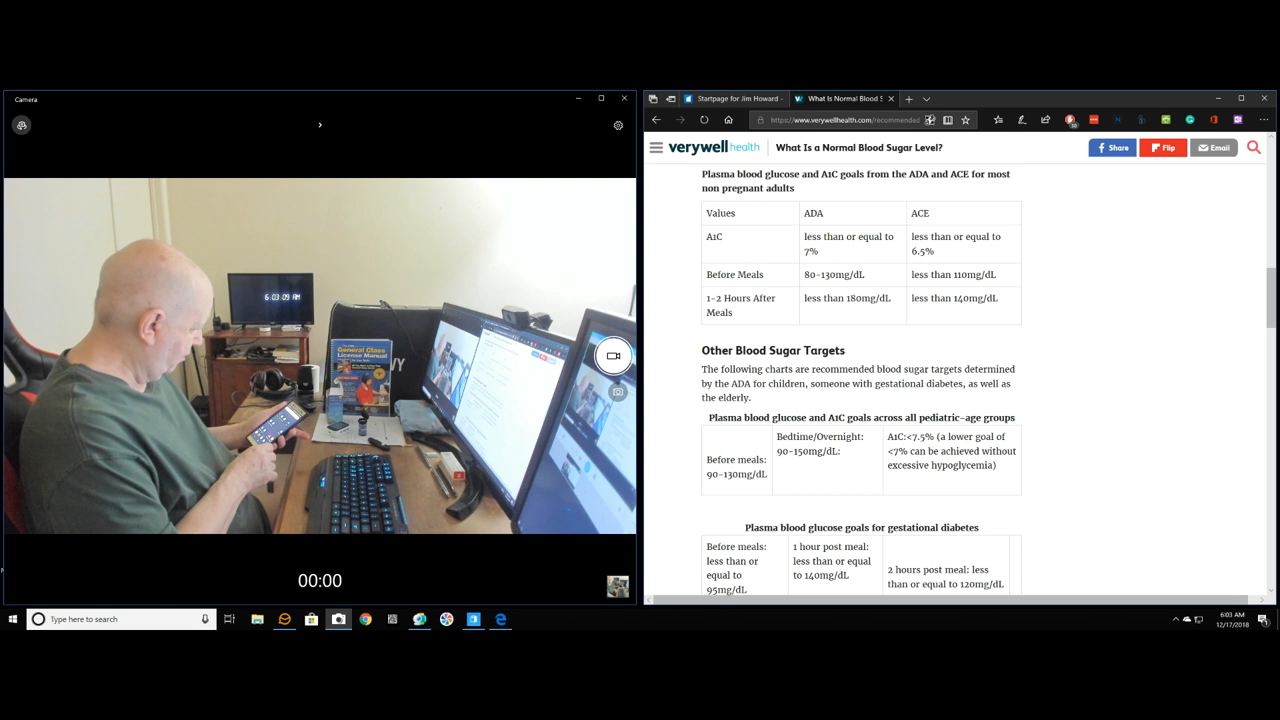 Camera
6:03:09 AM
General Class
License Manual
00:00
Startpage for Jim Howard -
What Is Normal Blood S
https://www.verywellhealth.com/recommended
verywell health
What Is a Normal Blood Sugar Level?
Share
Flip
Email
Plasma blood glucose and A1C goals from the ADA and ACE for most
non pregnant adults
Values
ADA
ACE
A1C
less than or equal to
7%
less than or equal to
6.5%
Before Meals
80-130mg/dL
less than 110mg/dL
1-2 Hours After
Meals
less than 180mg/dL
less than 140mg/dL
Other Blood Sugar Targets
The following charts are recommended blood sugar targets determined
by the ADA for children, someone with gestational diabetes, as well as
the elderly.
Plasma blood glucose and A1C goals across all pediatric-age groups
Before meals:
90-130mg/dL
Bedtime/Overnight:
90-150mg/dL:
A1C:<7.5% (a lower goal of
<7% can be achieved without
excessive hypoglycemia)
Plasma blood glucose goals for gestational diabetes
Before meals:
less than or
equal to
95mg/dL
1 hour post meal:
less than or equal
to 140mg/dL
2 hours post meal: less
than or equal to 120mg/dL
Type here to search
6:03 AM
12/17/2018